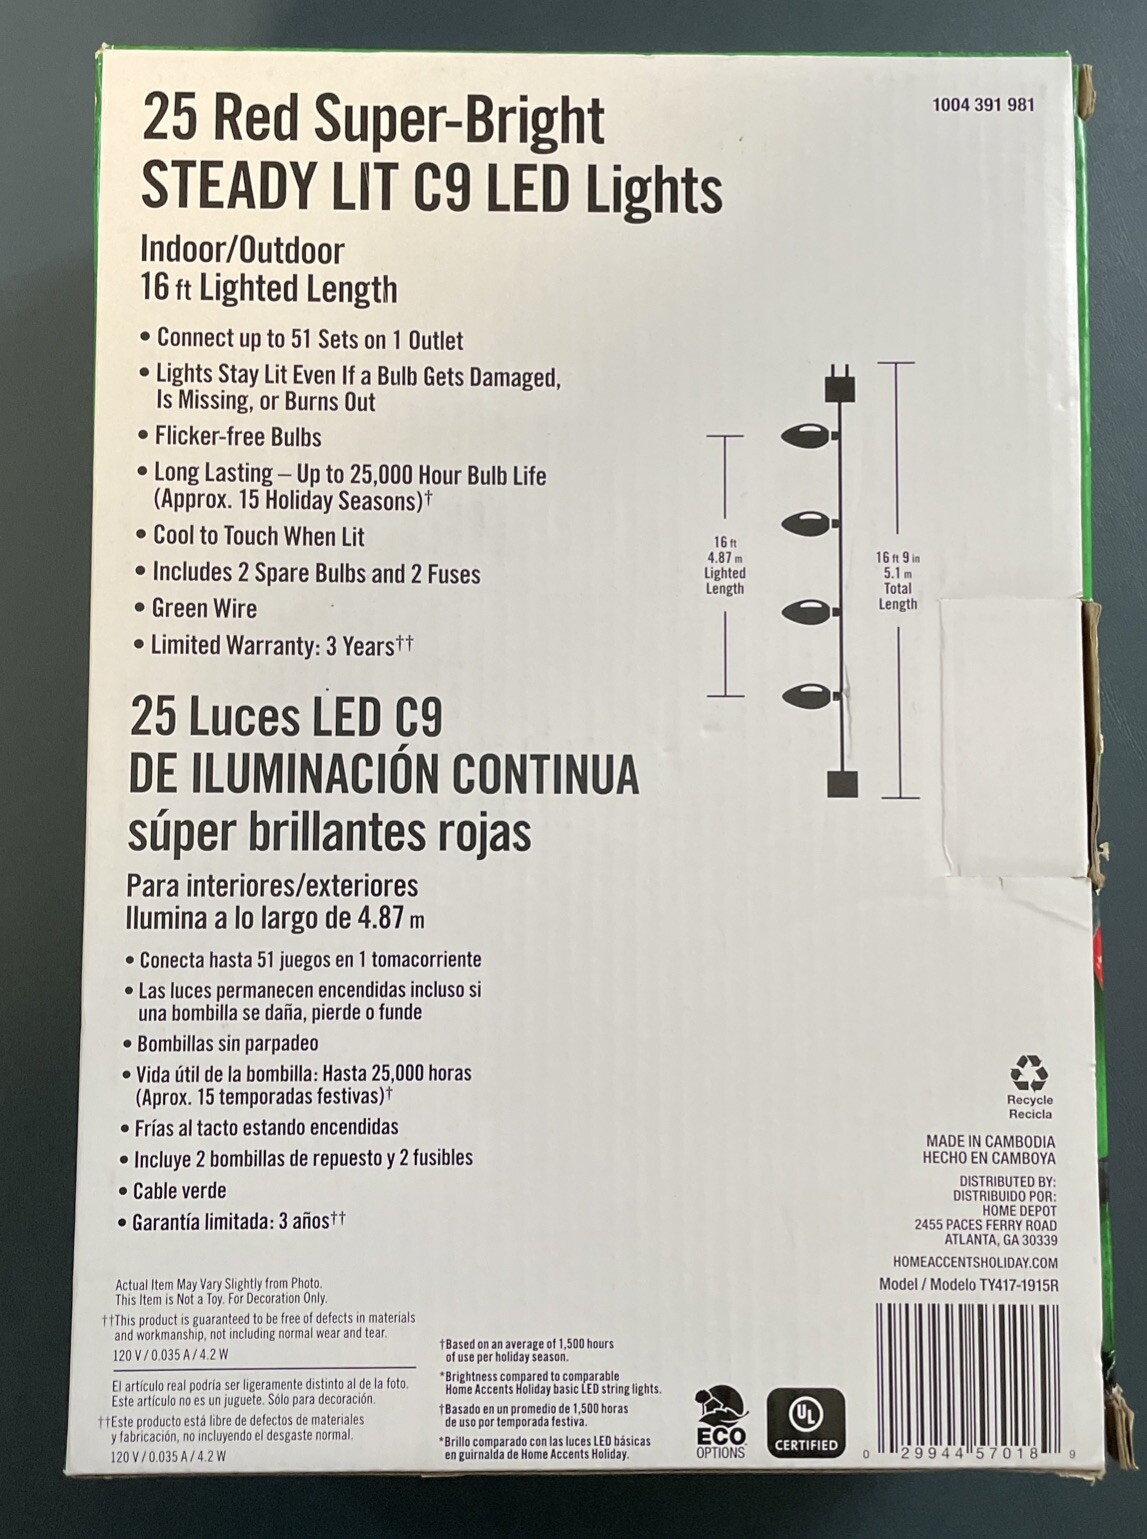 25 Red Super-Bright
STEADY LIT C9 LED Lights
1004 391 981
Indoor/Outdoor
16 ft Lighted Length
• Connect up to 51 Sets on 1 Outlet
• Lights Stay Lit Even If a Bulb Gets Damaged,
Is Missing, or Burns Out
• Flicker-free Bulbs
• Long Lasting – Up to 25,000 Hour Bulb Life
(Approx. 15 Holiday Seasons)†
• Cool to Touch When Lit
• Includes 2 Spare Bulbs and 2 Fuses
• Green Wire
• Limited Warranty: 3 Years††
16 ft
4.87 m
Lighted
Length
16 ft 9 in
5.1 m
Total
Length
25 Luces LED C9
DE ILUMINACIÓN CONTINUA
súper brillantes rojas
Para interiores/exteriores
Ilumina a lo largo de 4.87 m
• Conecta hasta 51 juegos en 1 tomacorriente
• Las luces permanecen encendidas incluso si
una bombilla se daña, pierde o funde
• Bombillas sin parpadeo
• Vida útil de la bombilla: Hasta 25,000 horas
(Aprox. 15 temporadas festivas)†
• Frías al tacto estando encendidas
• Incluye 2 bombillas de repuesto y 2 fusibles
• Cable verde
• Garantía limitada: 3 años††
Actual Item May Vary Slightly from Photo.
This Item is Not a Toy. For Decoration Only.
††This product is guaranteed to be free of defects in materials
and workmanship, not including normal wear and tear.
120 V / 0.035 A / 4.2 W
El artículo real podría ser ligeramente distinto al de la foto.
Este artículo no es un juguete. Sólo para decoración.
††Este producto está libre de defectos de materiales
y fabricación, no incluyendo el desgaste normal.
120 V / 0.035 A / 4.2 W
†Based on an average of 1,500 hours
of use per holiday season.
*Brightness compared to comparable
Home Accents Holiday basic LED string lights.
†Basado en un promedio de 1,500 horas
de uso por temporada festiva.
*Brillo comparado con las luces LED básicas
en guirnalda de Home Accents Holiday.
ECO
OPTIONS
UL
CERTIFIED
Recycle
Recicla
MADE IN CAMBODIA
HECHO EN CAMBOYA
DISTRIBUTED BY:
DISTRIBUIDO POR:
HOME DEPOT
2455 PACES FERRY ROAD
ATLANTA, GA 30339
HOMEACCENTSHOLIDAY.COM
Model / Modelo TY417-1915R
0 29944 57018 9